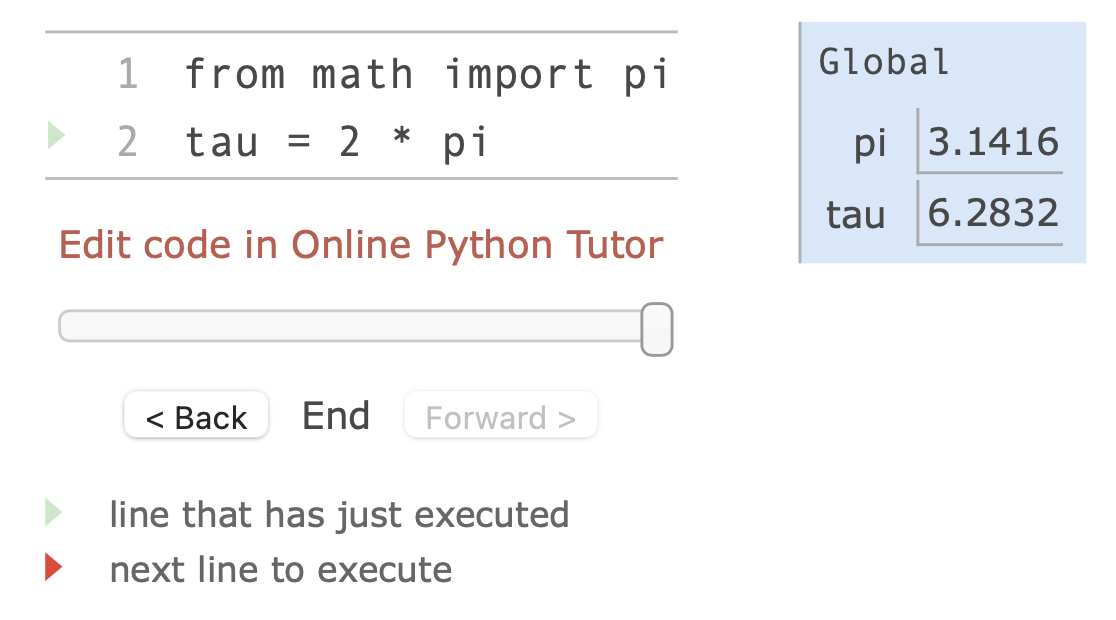 1 from math import pi
2 tau = 2 * pi
Edit code in Online Python Tutor
< Back End Forward >
line that has just executed
next line to execute
Global
pi 3.1416
tau 6.2832